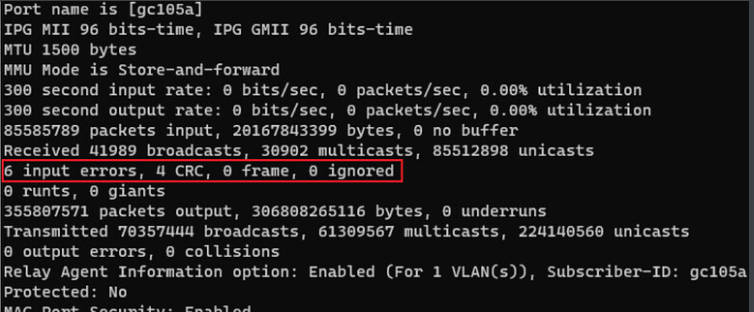 Port name is [gc105a]
IPG MII 96 bits-time, IPG GMII 96 bits-time
MTU 1500 bytes
MMU Mode is Store-and-forward
300 second input rate: 0 bits/sec, 0 packets/sec, 0.00% utilization
300 second output rate: 0 bits/sec, 0 packets/sec, 0.00% utilization
85585789 packets input, 20167843399 bytes, 0 no buffer
Received 41989 broadcasts, 30902 multicasts, 85512898 unicasts
6 input errors, 4 CRC, 0 frame, 0 ignored
0 runts, 0 giants
355807571 packets output, 306808265116 bytes, 0 underruns
Transmitted 70357444 broadcasts, 61309567 multicasts, 224140560 unicasts
0 output errors, 0 collisions
Relay Agent Information option: Enabled (For 1 VLAN(s)), Subscriber-ID: gc105a
Protected: No
MAC Port Security: Enabled